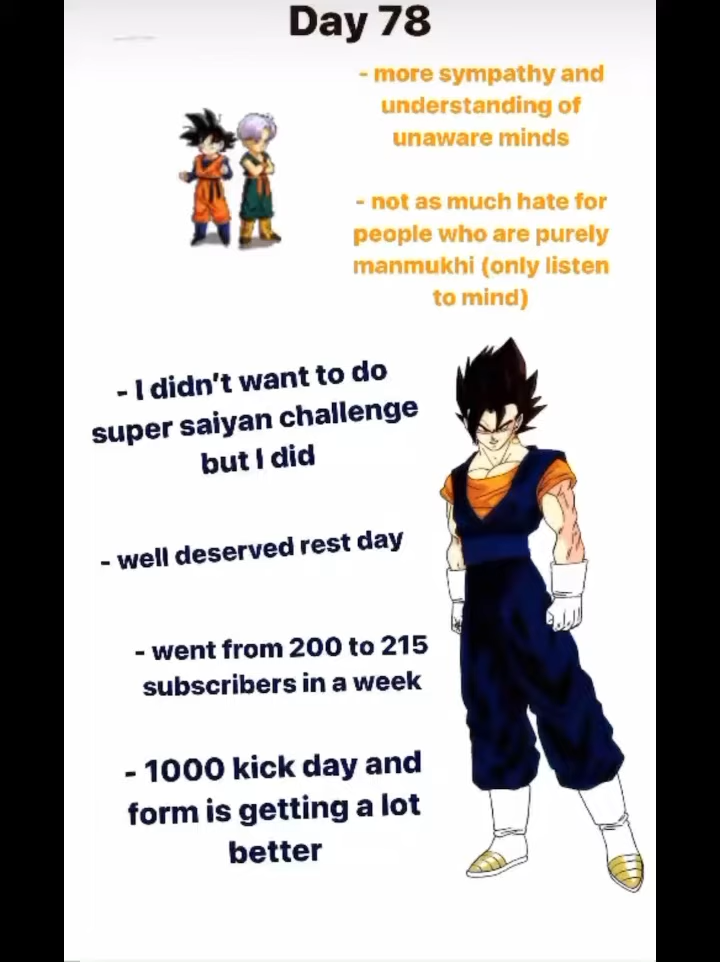 Day 78
- more sympathy and
understanding of
unaware minds
- not as much hate for
people who are purely
manmukhi (only listen
to mind)
- I didn't want to do
super saiyan challenge
but I did
- well deserved rest day
- went from 200 to 215
subscribers in a week
- 1000 kick day and
form is getting a lot
better